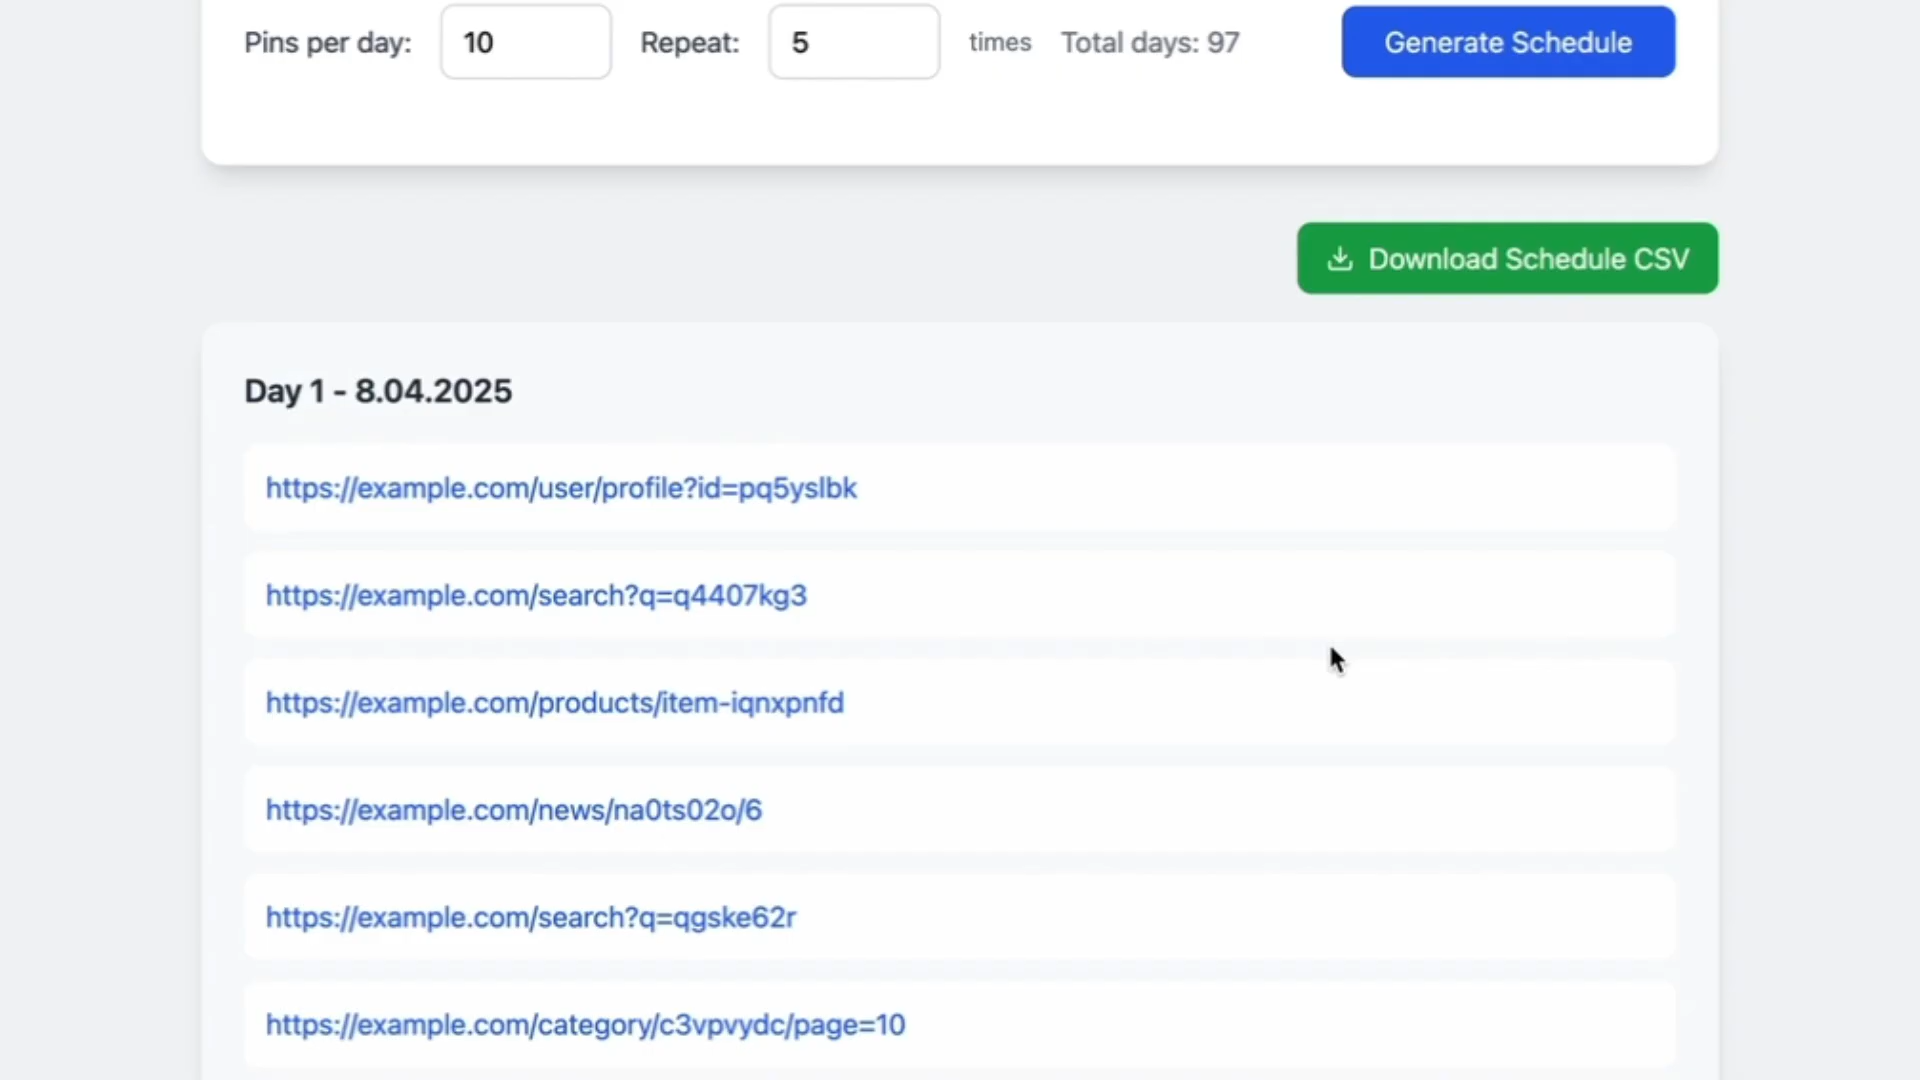 Pins per day: 10 Repeat: 5 times Total days: 97 Generate Schedule
Download Schedule CSV
Day 1 - 8.04.2025
https://example.com/user/profile?id=pq5yslbk
https://example.com/search?q=q4407kg3
https://example.com/products/item-iqnxpnfd
https://example.com/news/na0ts02o/6
https://example.com/search?q=qgske62r
https://example.com/category/c3vpvydc/page=10